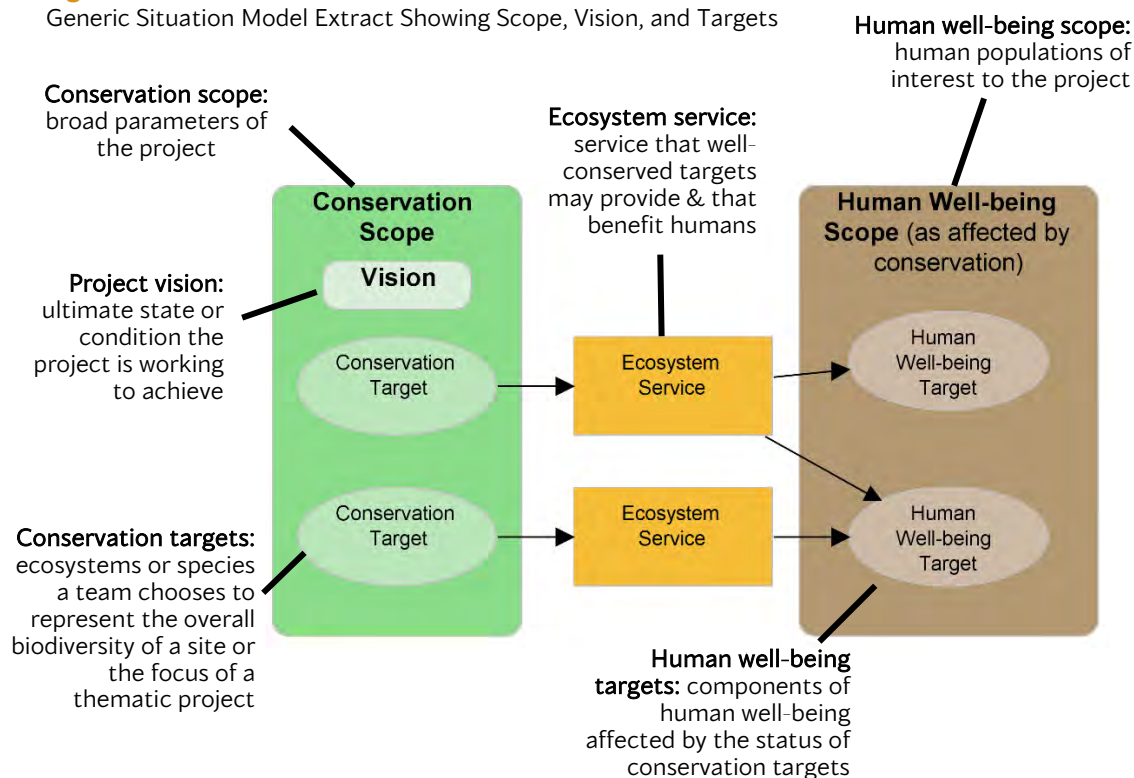 Generic Situation Model Extract Showing Scope, Vision, and Targets
Human well-being scope:
human populations of
interest to the project
Conservation scope:
broad parameters of
the project
Ecosystem service:
service that well-
conserved targets
may provide & that
benefit humans
Conservation
Scope
Vision
Human Well-being
Scope (as affected by
conservation)
Project vision:
ultimate state or
condition the
project is working
to achieve
Conservation
Target
Ecosystem
Service
Human
Well-being
Target
Conservation
Target
Ecosystem
Service
Human
Well-being
Target
Conservation targets:
ecosystems or species
a team chooses to
represent the overall
biodiversity of a site or
the focus of a
thematic project
Human well-being
targets: components of
human well-being
affected by the status of
conservation targets